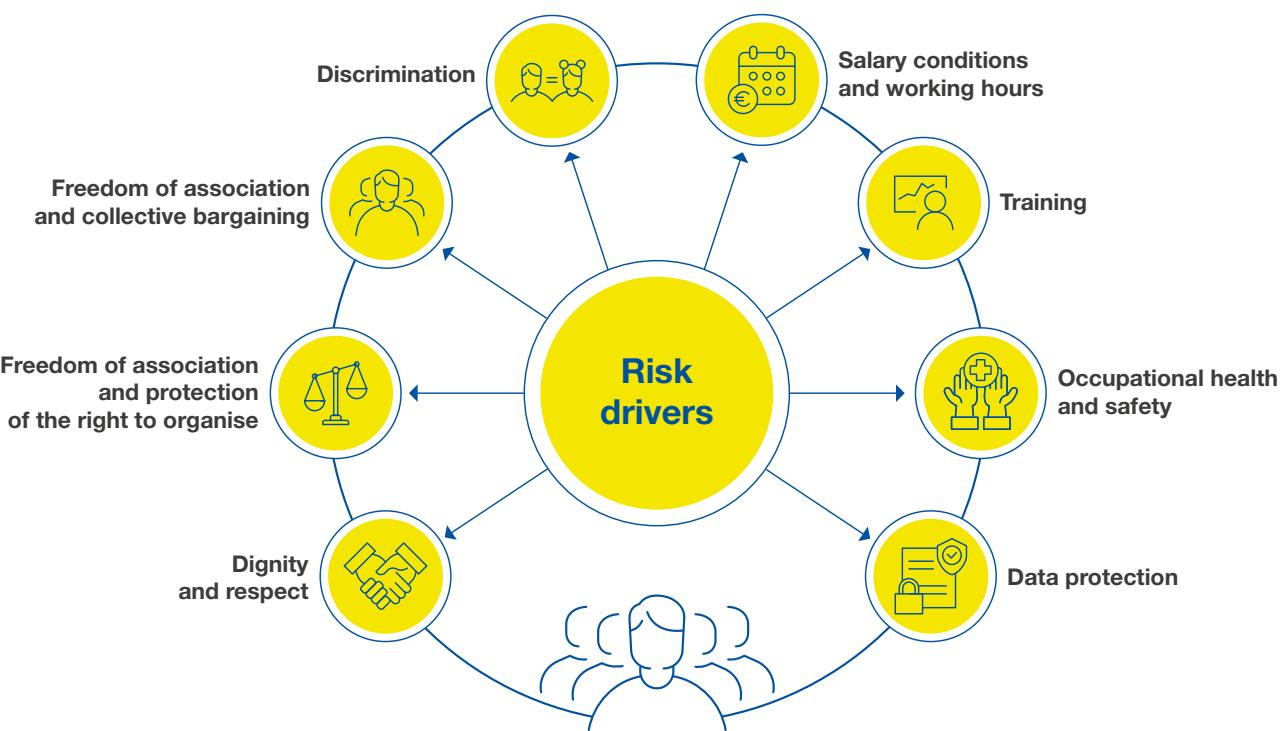 Discrimination
Salary conditions
and working hours
Freedom of association
and collective bargaining
Training
Freedom of association
and protection
of the right to organise
Risk
drivers
Occupational health
and safety
Dignity
and respect
Data protection